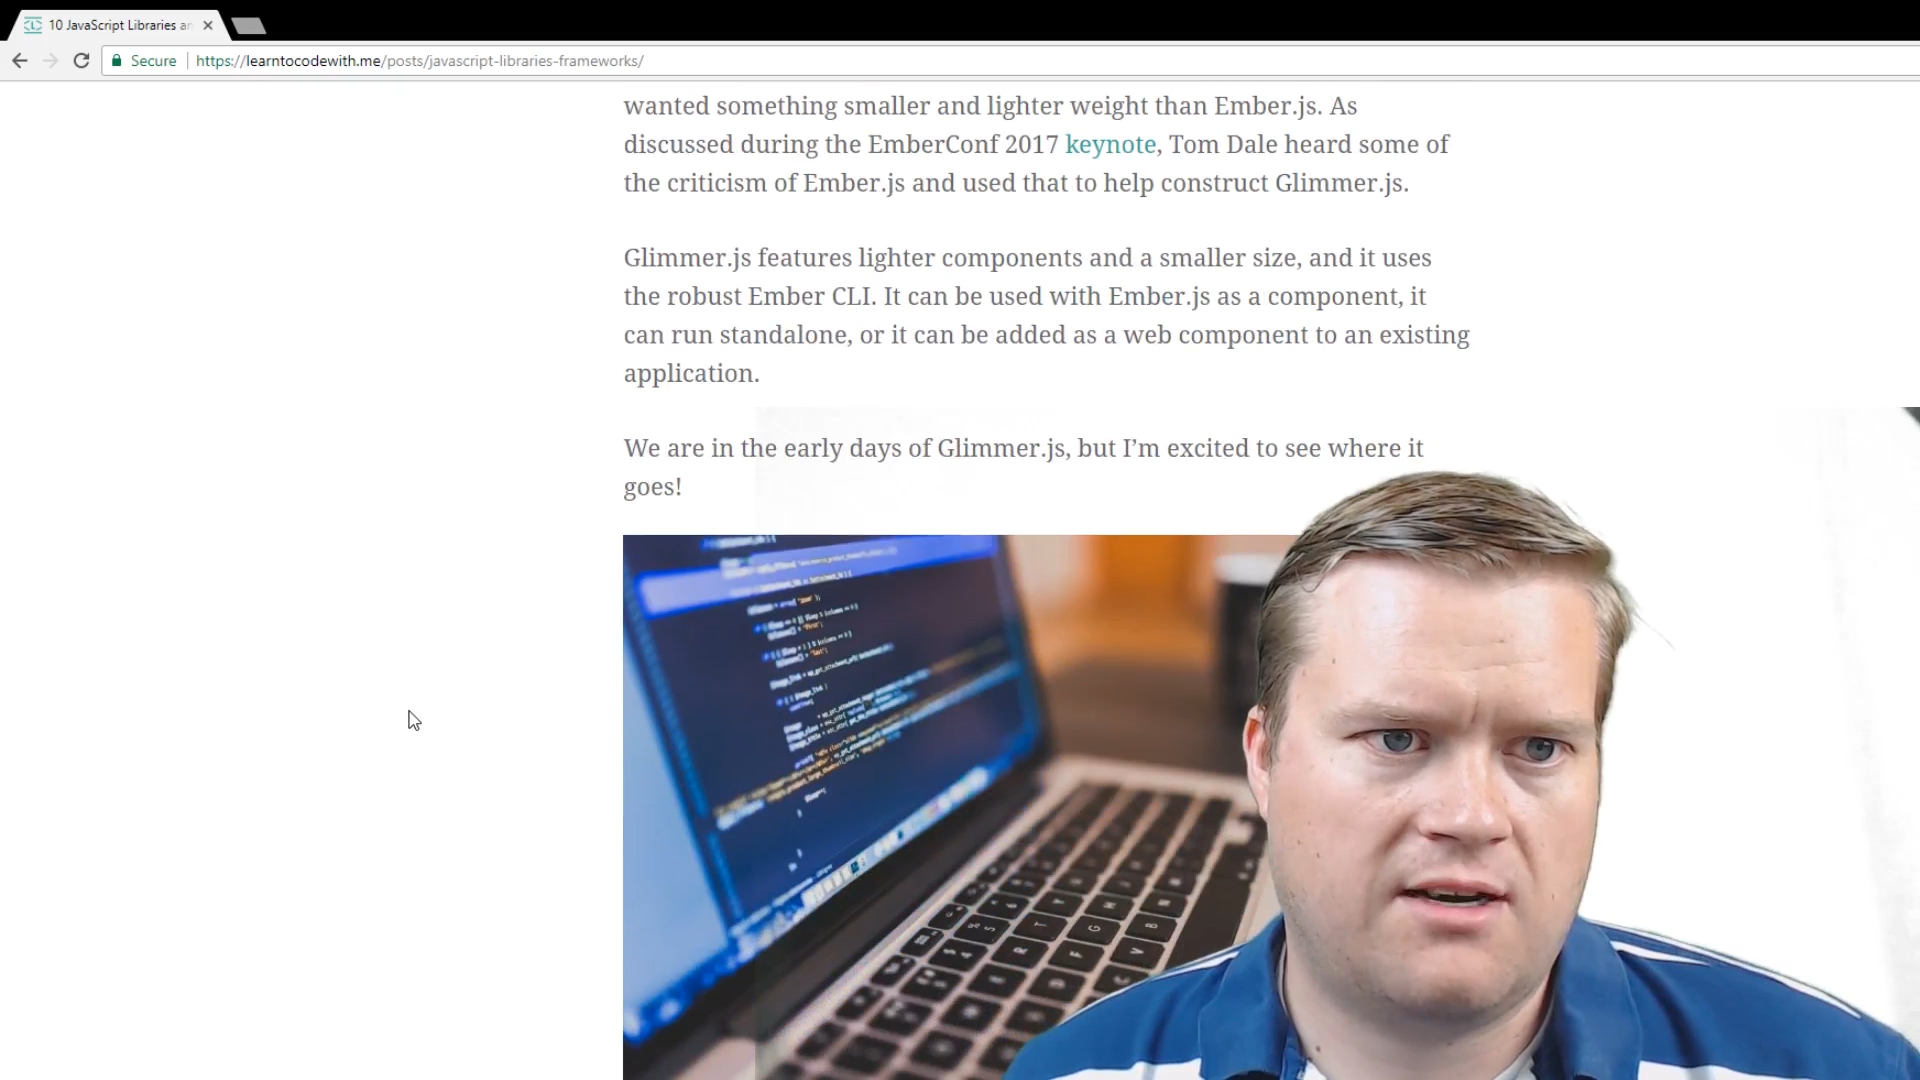 10 JavaScript Libraries an
Secure
https://learntocodewith.me/posts/javascript-libraries-frameworks/
wanted something smaller and lighter weight than Ember.js. As
discussed during the EmberConf 2017 keynote, Tom Dale heard some of
the criticism of Ember.js and used that to help construct Glimmer.js.
Glimmer.js features lighter components and a smaller size, and it uses
the robust Ember CLI. It can be used with Ember.js as a component, it
can run standalone, or it can be added as a web component to an existing
application.
We are in the early days of Glimmer.js, but I’m excited to see where it
goes!